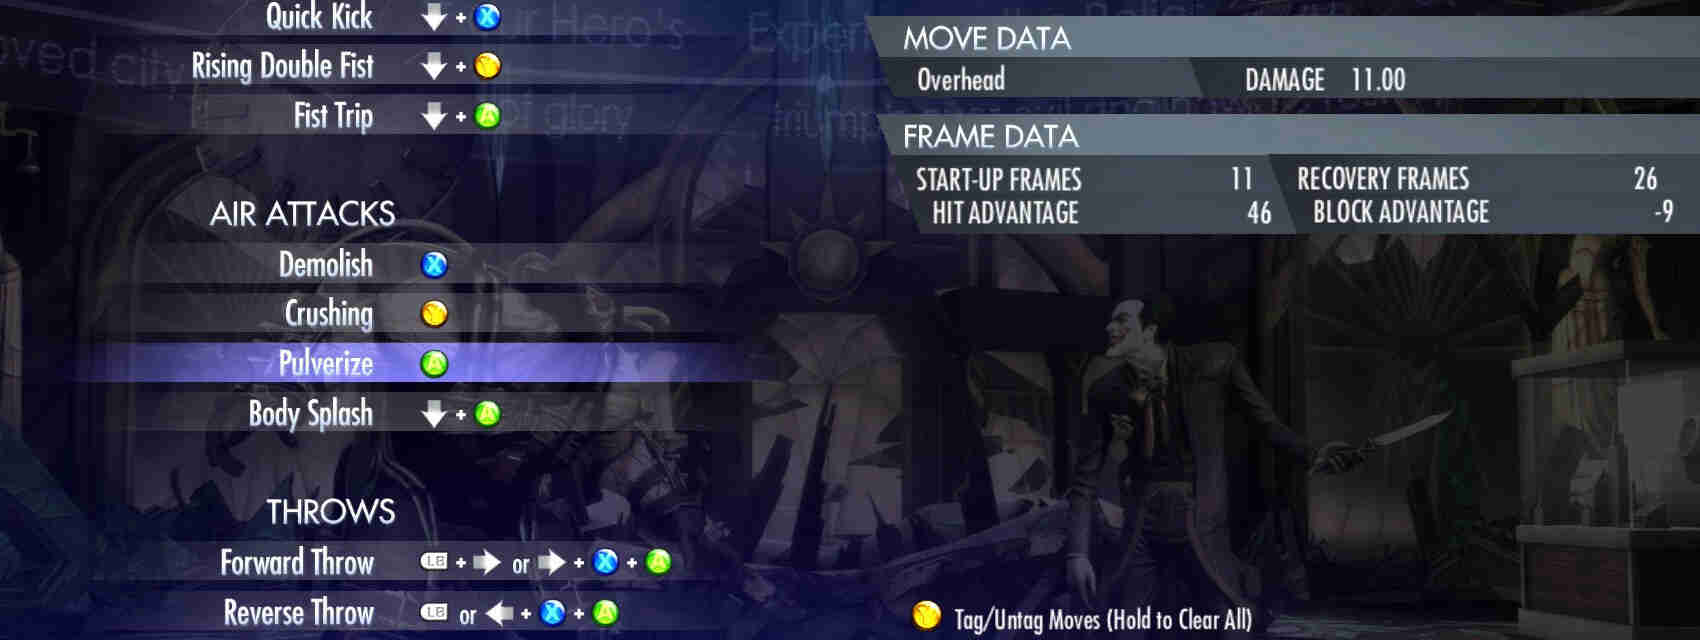 Quick Kick + X
Rising Double Fist + Y
Fist Trip + A
AIR ATTACKS
Demolish X
Crushing Y
Pulverize A
Body Splash + A
THROWS
Forward Throw LB + or + X + A
Reverse Throw LB or + X + A
MOVE DATA
Overhead DAMAGE 11.00
FRAME DATA
START-UP FRAMES 11 RECOVERY FRAMES 26
HIT ADVANTAGE 46 BLOCK ADVANTAGE -9
Y Tag/Untag Moves (Hold to Clear All)